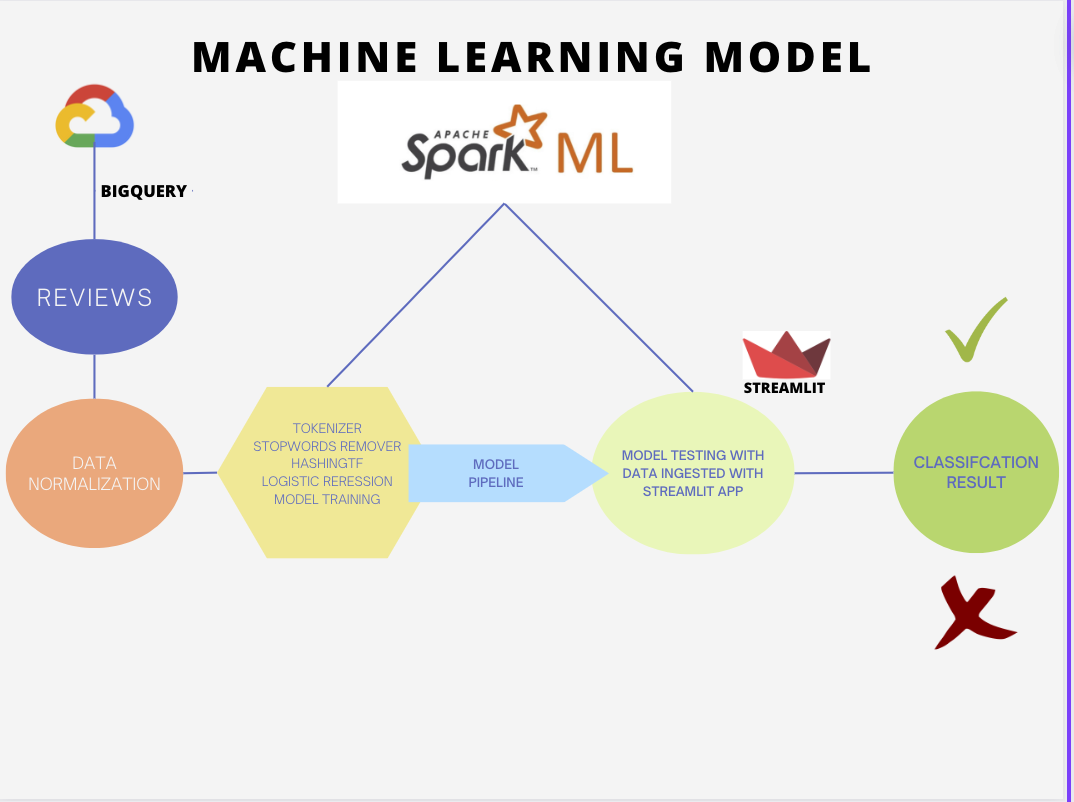 MACHINE LEARNING MODEL
APACHE
Spark ML
TM
BIGQUERY
REVIEWS
DATA
NORMALIZATION
TOKENIZER
STOPWORDS REMOVER
HASHINGTF
LOGISTIC RERESSION
MODEL TRAINING
MODEL
PIPELINE
STREAMLIT
MODEL TESTING WITH
DATA INGESTED WITH
STREAMLIT APP
CLASSIFCATION
RESULT